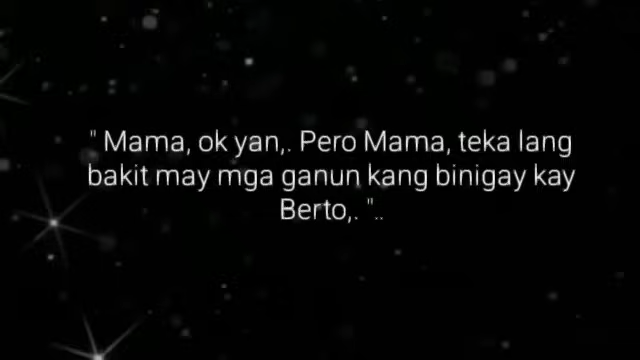 " Mama, ok yan,. Pero Mama, teka lang
bakit may mga ganun kang binigay kay
Berto,. "..